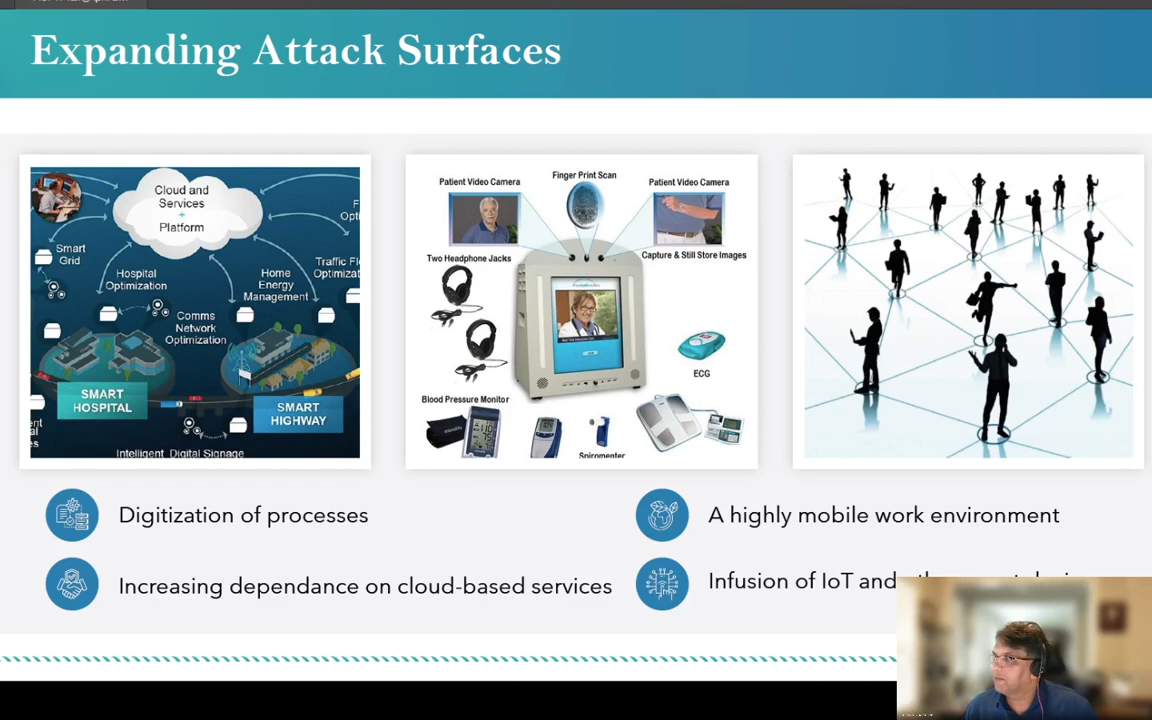 Expanding Attack Surfaces
Cloud and
Services
+
Platform
Smart
Grid
Hospital
Optimization
Home
Energy
Management
Traffic
Comms
Network
Optimization
SMART
HOSPITAL
SMART
HIGHWAY
Intelligent Digital Signage
Patient Video Camera
Finger Print Scan
Patient Video Camera
Two Headphone Jacks
Capture & Still Store Images
ECG
Blood Pressure Monitor
Spirometer
Digitization of processes
A highly mobile work environment
Increasing dependance on cloud-based services
Infusion of IoT and